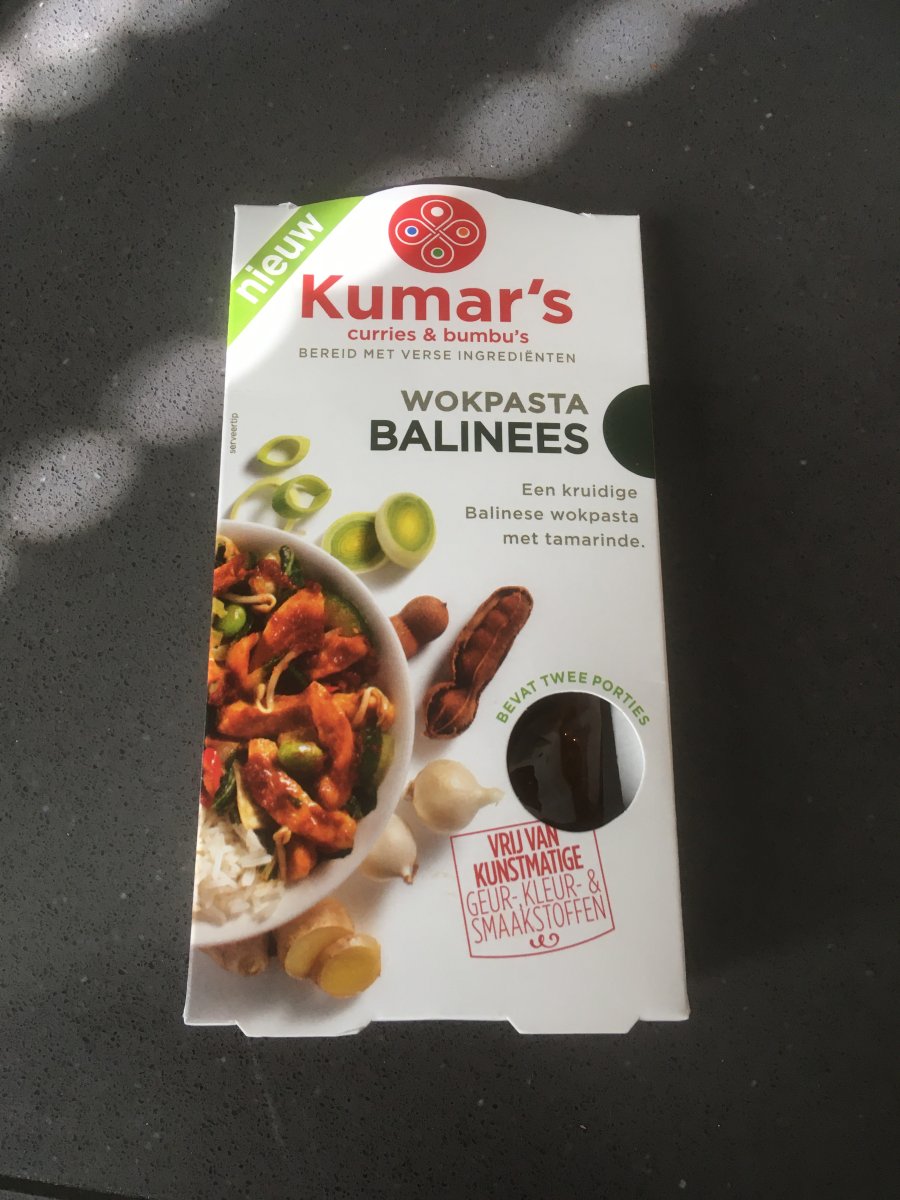 nieuw
Kumar's
curries & bumbu's
BEREID MET VERSE INGREDIËNTEN
WOKPASTA
BALINEES
serveertip
Een kruidige
Balinese wokpasta
met tamarinde.
BEVAT TWEE PORTIES
VRIJ VAN
KUNSTMATIGE
GEUR-, KLEUR- &
SMAAKSTOFFEN